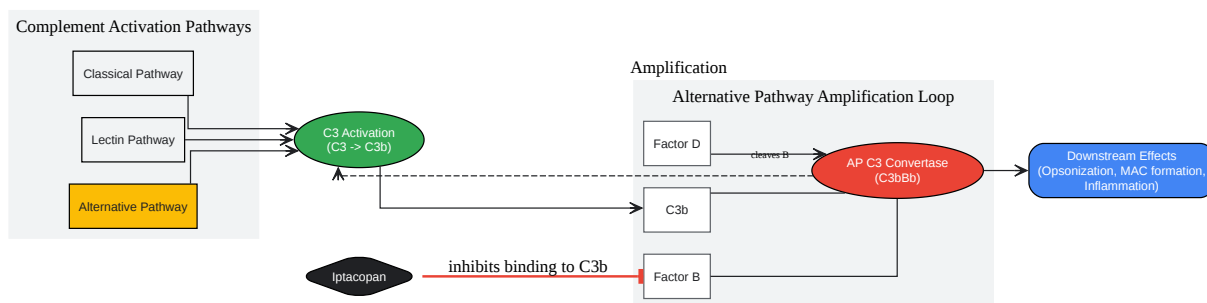 Complement Activation Pathways
Classical Pathway
Lectin Pathway
Alternative Pathway
C3 Activation
(C3 -> C3b)
Amplification
Alternative Pathway Amplification Loop
Factor D
cleaves B
AP C3 Convertase
(C3bBb)
Downstream Effects
(Opsonization, MAC formation,
Inflammation)
C3b
Iptacopan
inhibits binding to C3b
Factor B